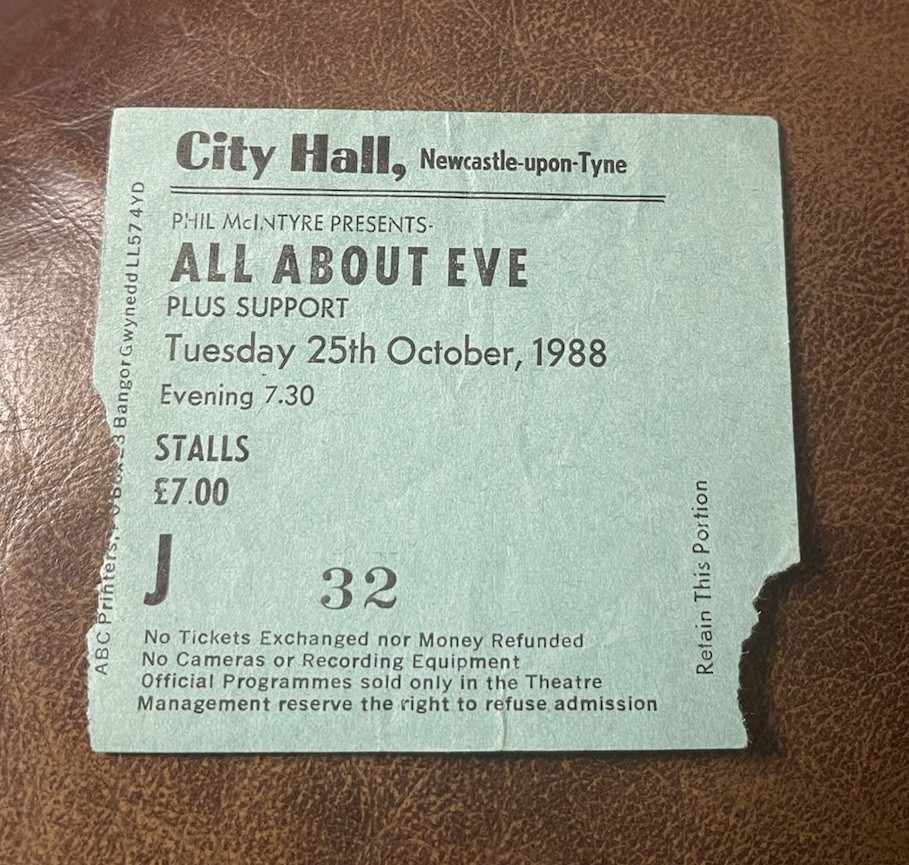 City Hall, Newcastle-upon-Tyne
PHIL McINTYRE PRESENTS-
ALL ABOUT EVE
PLUS SUPPORT
Tuesday 25th October, 1988
Evening 7.30
STALLS
£7.00
J 32
No Tickets Exchanged nor Money Refunded
No Cameras or Recording Equipment
Official Programmes sold only in the Theatre
Management reserve the right to refuse admission
ABC Printers, Bangor Gwynedd LL57 4YD
Retain This Portion